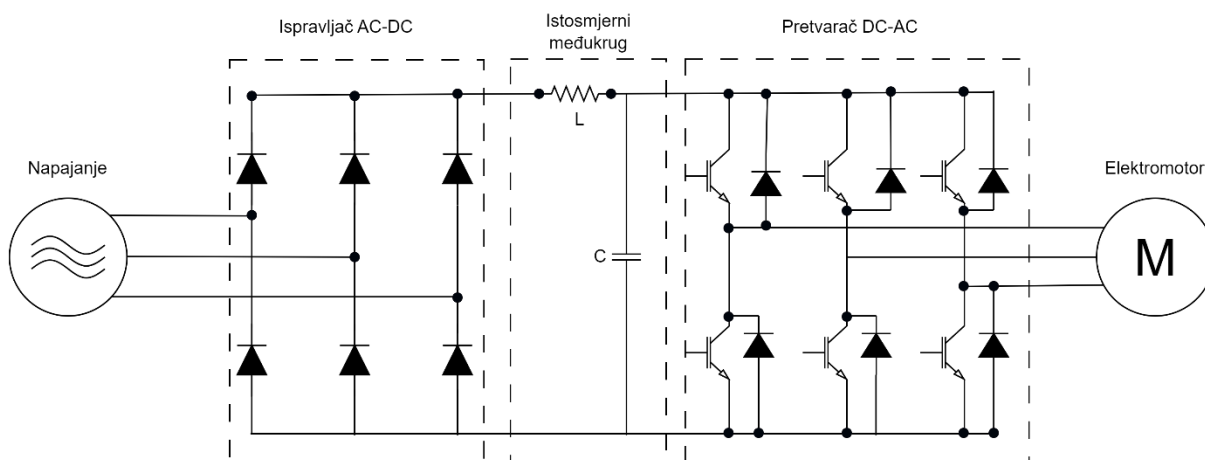 Ispravljač AC-DC
Istosmjerni
međukrug
Pretvarač DC-AC
Napajanje
L
Elektromotor
C
M